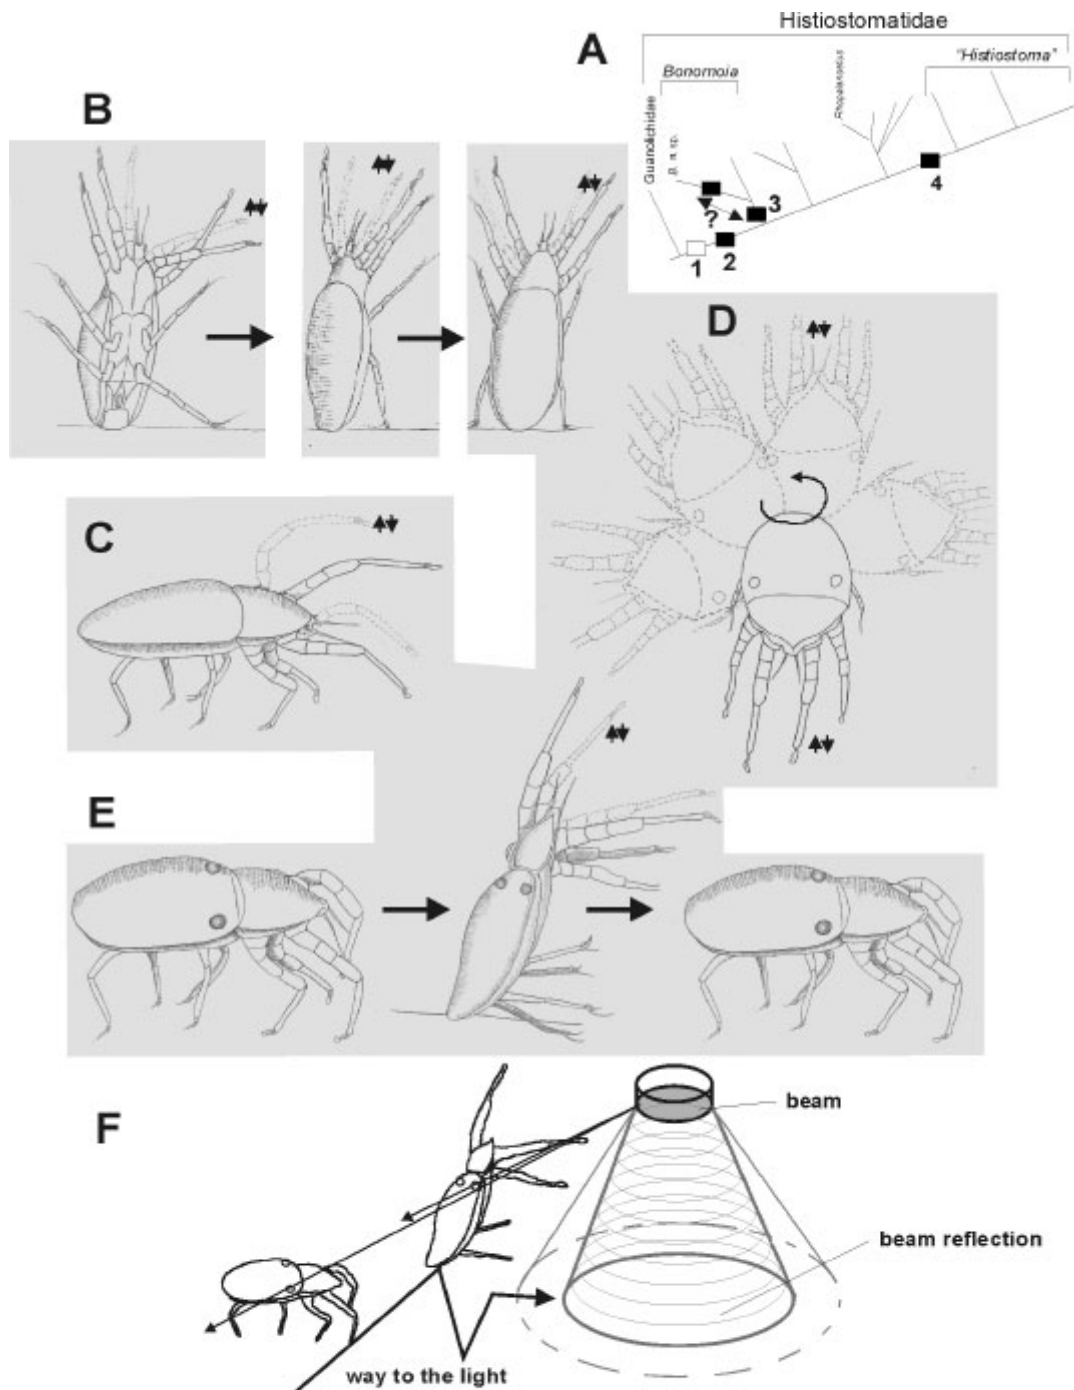 Histiostomatidae
A
"Histiostoma"
Bonomoia
Rhopalanoetus
Guanolichidae
B. n. sp.
B
4
3
?
2
1
D
C
E
F
beam
beam reflection
way to the light